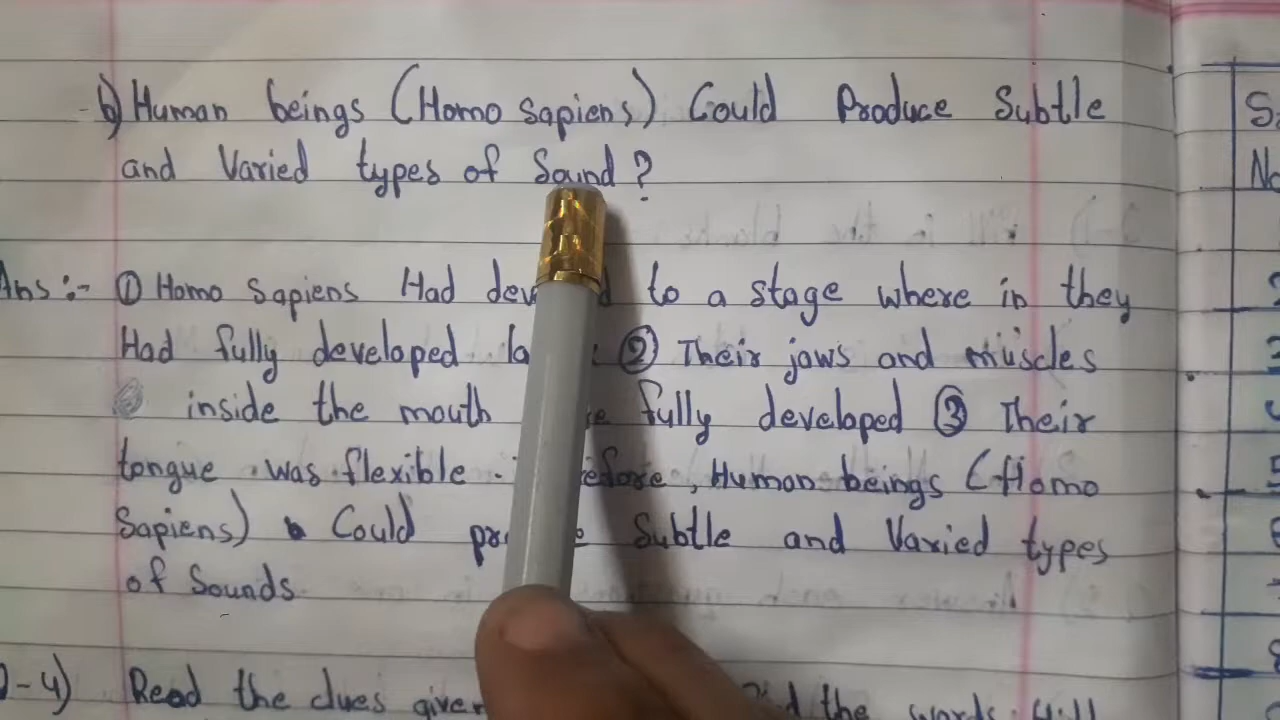 b) Human beings (Homo Sapiens) Could Produce Subtle
and Varied types of Sound?
Ans:- ① Homo Sapiens Had to a stage where in they
Had fully developed ② Their jaws and muscles
inside the mouth fully developed ③ Their
tongue was flexible. , Human beings (Homo
Sapiens) Could Subtle and Varied types
of Sounds
Q-4) Read the clues the words